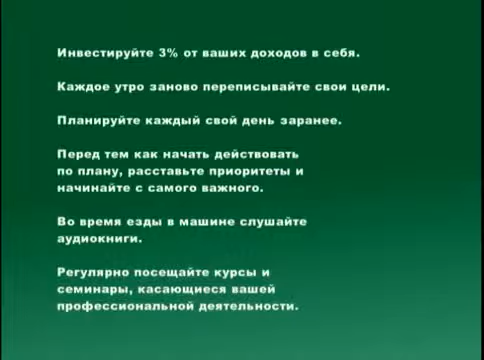 Инвестируйте 3% от ваших доходов в себя.
Каждое утро заново переписывайте свои цели.
Планируйте каждый свой день заранее.
Перед тем как начать действовать
по плану, расставьте приоритеты и
начинайте с самого важного.
Во время езды в машине слушайте
аудиокниги.
Регулярно посещайте курсы и
семинары, касающиеся вашей
профессиональной деятельности.